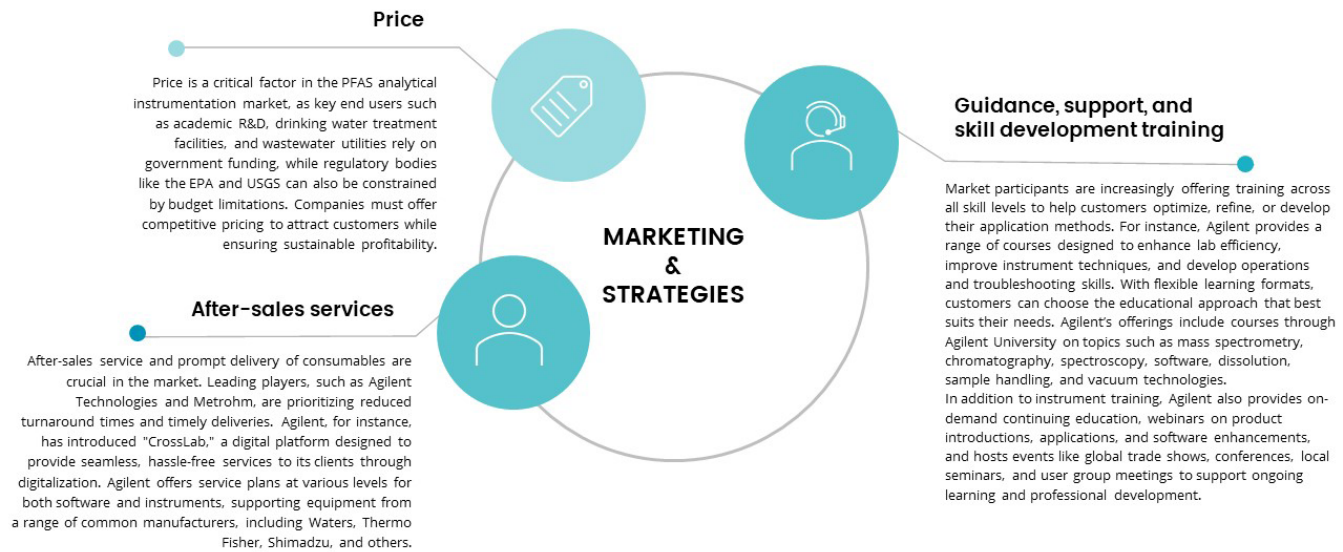 Price
Price is a critical factor in the PFAS analytical
instrumentation market, as key end users such
as academic R&D, drinking water treatment
facilities, and wastewater utilities rely on
government funding, while regulatory bodies
like the EPA and USGS can also be constrained
by budget limitations. Companies must offer
competitive pricing to attract customers while
ensuring sustainable profitability.
After-sales services
After-sales service and prompt delivery of consumables are
crucial in the market. Leading players, such as Agilent
Technologies and Metrohm, are prioritizing reduced
turnaround times and timely deliveries. Agilent, for instance,
has introduced "CrossLab," a digital platform designed to
provide seamless, hassle-free services to its clients through
digitalization. Agilent offers service plans at various levels for
both software and instruments, supporting equipment from
a range of common manufacturers, including Waters, Thermo
Fisher, Shimadzu, and others.
MARKETING
&
STRATEGIES
Guidance, support, and
skill development training
Market participants are increasingly offering training across
all skill levels to help customers optimize, refine, or develop
their application methods. For instance, Agilent provides a
range of courses designed to enhance lab efficiency,
improve instrument techniques, and develop operations
and troubleshooting skills. With flexible learning formats,
customers can choose the educational approach that best
suits their needs. Agilent's offerings include courses through
Agilent University on topics such as mass spectrometry,
chromatography, spectroscopy, software, dissolution,
sample handling, and vacuum technologies.
In addition to instrument training, Agilent also provides on-
demand continuing education, webinars on product
introductions, applications, and software enhancements,
and hosts events like global trade shows, conferences, local
seminars, and user group meetings to support ongoing
learning and professional development.